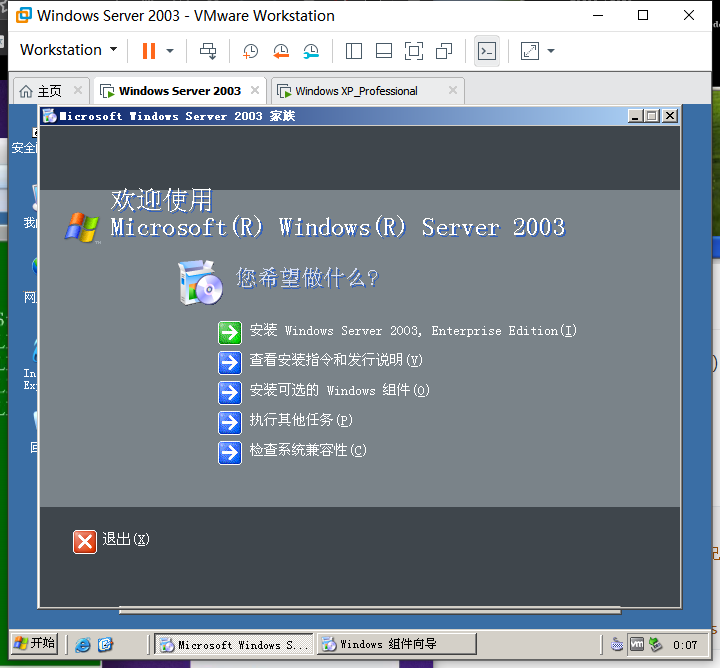 Windows Server 2003 - VMware Workstation
Workstation
主页
Windows Server 2003
Windows XP_Professional
Microsoft Windows Server 2003 家族
安全
我
网
In
Ex
回
欢迎使用
Microsoft(R) Windows(R) Server 2003
您希望做什么?
安装 Windows Server 2003, Enterprise Edition(I)
查看安装指令和发行说明(V)
安装可选的 Windows 组件(O)
执行其他任务(P)
检查系统兼容性(C)
退出(X)
开始
Microsoft Windows S...
Windows 组件向导
0:07